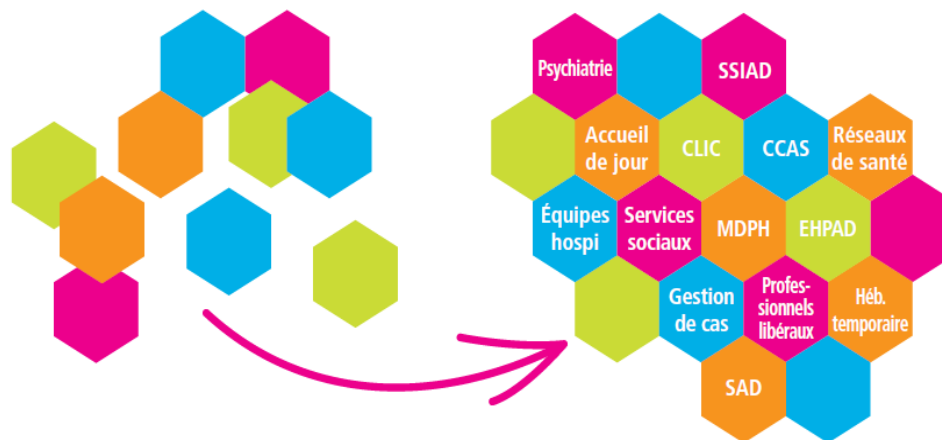 Psychiatrie
SSIAD
Accueil
de jour
CLIC
CCAS
Réseaux
de santé
Équipes
hospi
Services
sociaux
MDPH
EHPAD
Gestion
de cas
Profes-
sionnels
libéraux
Héb.
temporaire
SAD